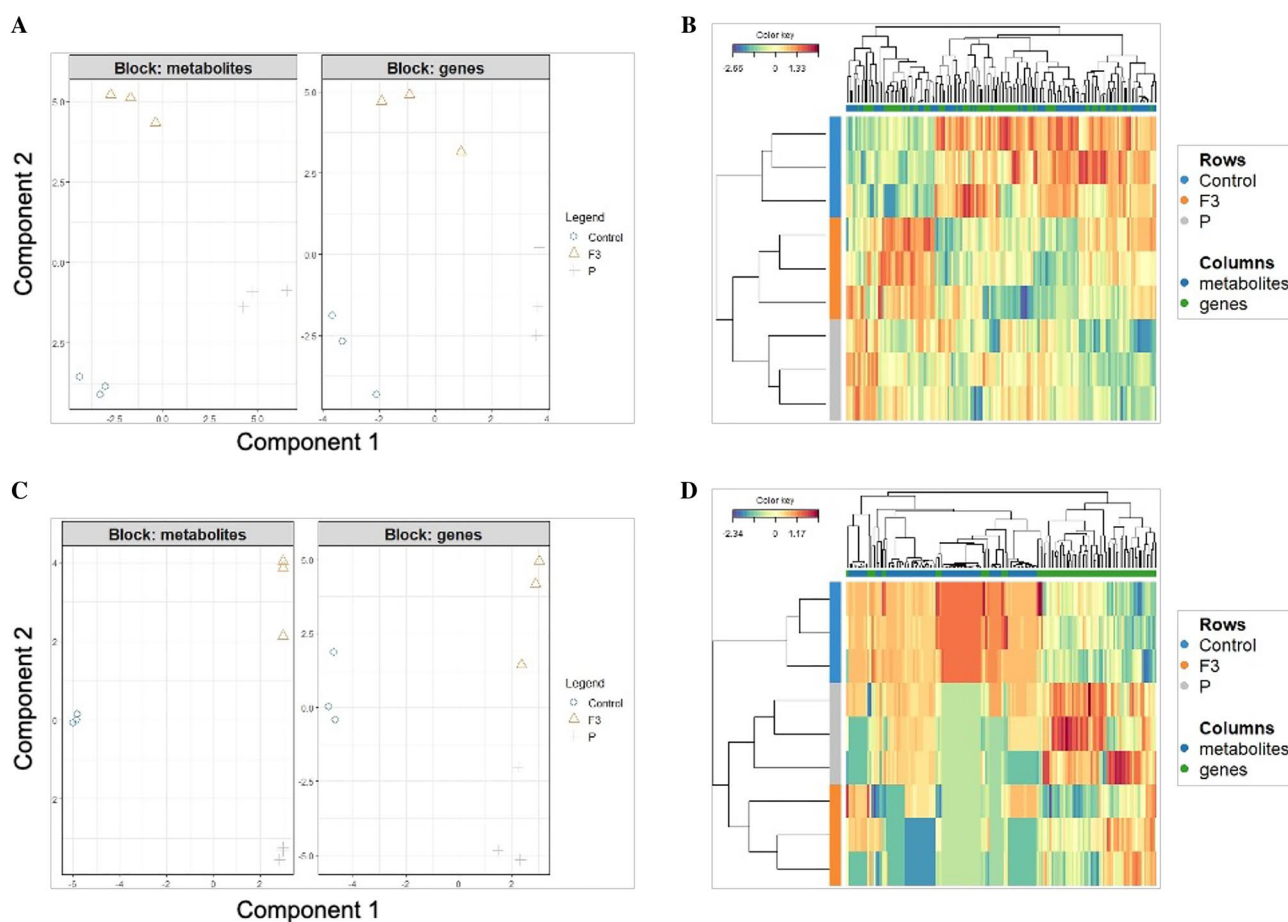 A
Block: metabolites
Block: genes
5.0
2.5
0.0
2.5
-2.5
0.0
2.5
5.0
5.0
2.5
0.0
-2.5
-4
-2
0
2
4
Component 2
Component 1
Legend
Control
F3
P
B
Color key
-2.66
0
1.33
Rows
Control
F3
P
Columns
metabolites
genes
C
Block: metabolites
Block: genes
4
2
0
2
-6
-4
-2
0
2
5.0
2.5
0.0
-2.5
-5.0
0
2
Component 2
Component 1
Legend
Control
F3
P
D
Color key
-2.34
0
1.17
Rows
Control
F3
P
Columns
metabolites
genes